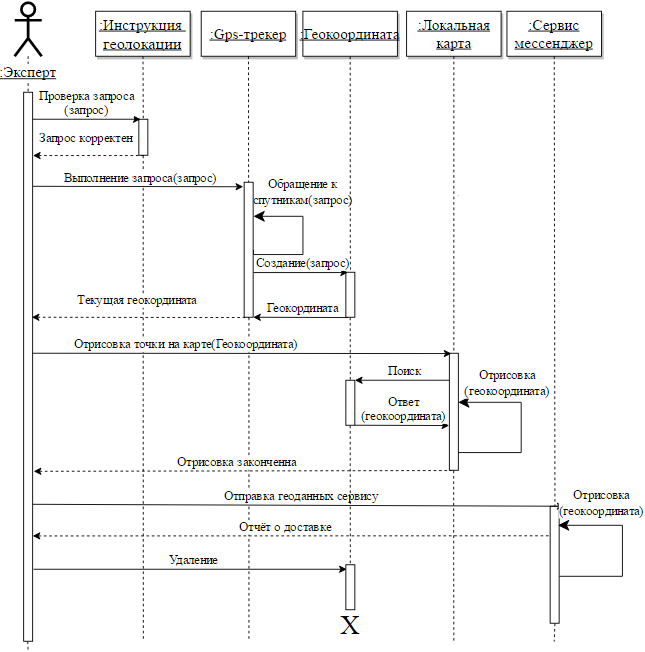 :Инструкция
геолокации
:Gps-трекер
:Геокоордината
:Локальная
карта
:Сервис
мессенджер
:Эксперт
Проверка запроса
(запрос)
Запрос корректен
Выполнение запроса(запрос)
Обращение к
спутникам(запрос)
Создание(запрос)
Текущая геокордината
Геокордината
Отрисовка точки на карте(Геокоордината)
Поиск
Отрисовка
(геокоордината)
Ответ
(геокоордината)
Отрисовка законченна
Отправка геоданных сервису
Отрисовка
(геокоордината)
Отчёт о доставке
Удаление
X